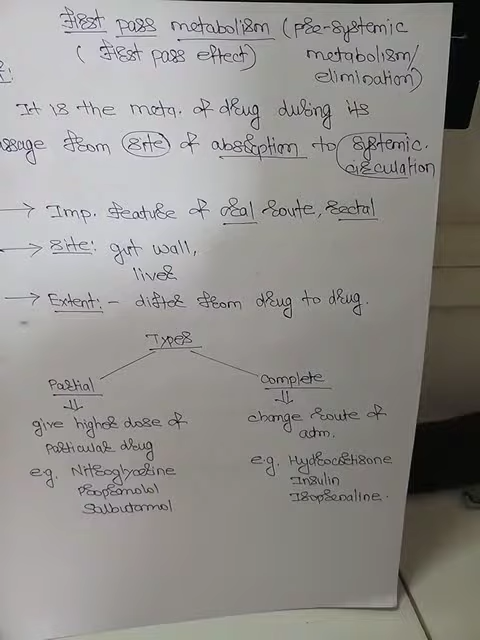 First pass metabolism (pre-systemic
( First pass effect) metabolism/
elimination)
It is the meta. of drug during its
ssage from site of absorption to systemic.
circulation
→ Imp. feature of oral route, rectal
→ Site: gut wall,
liver
→ Extent:- differ from drug to drug.
Types
Partial
⇓
give higher dose of
particular drug
e.g. Nitroglycerine
propranolol
Salbutamol
Complete
⇓
change route of
adm.
e.g. Hydrocortisone
Insulin
Isoprenaline.